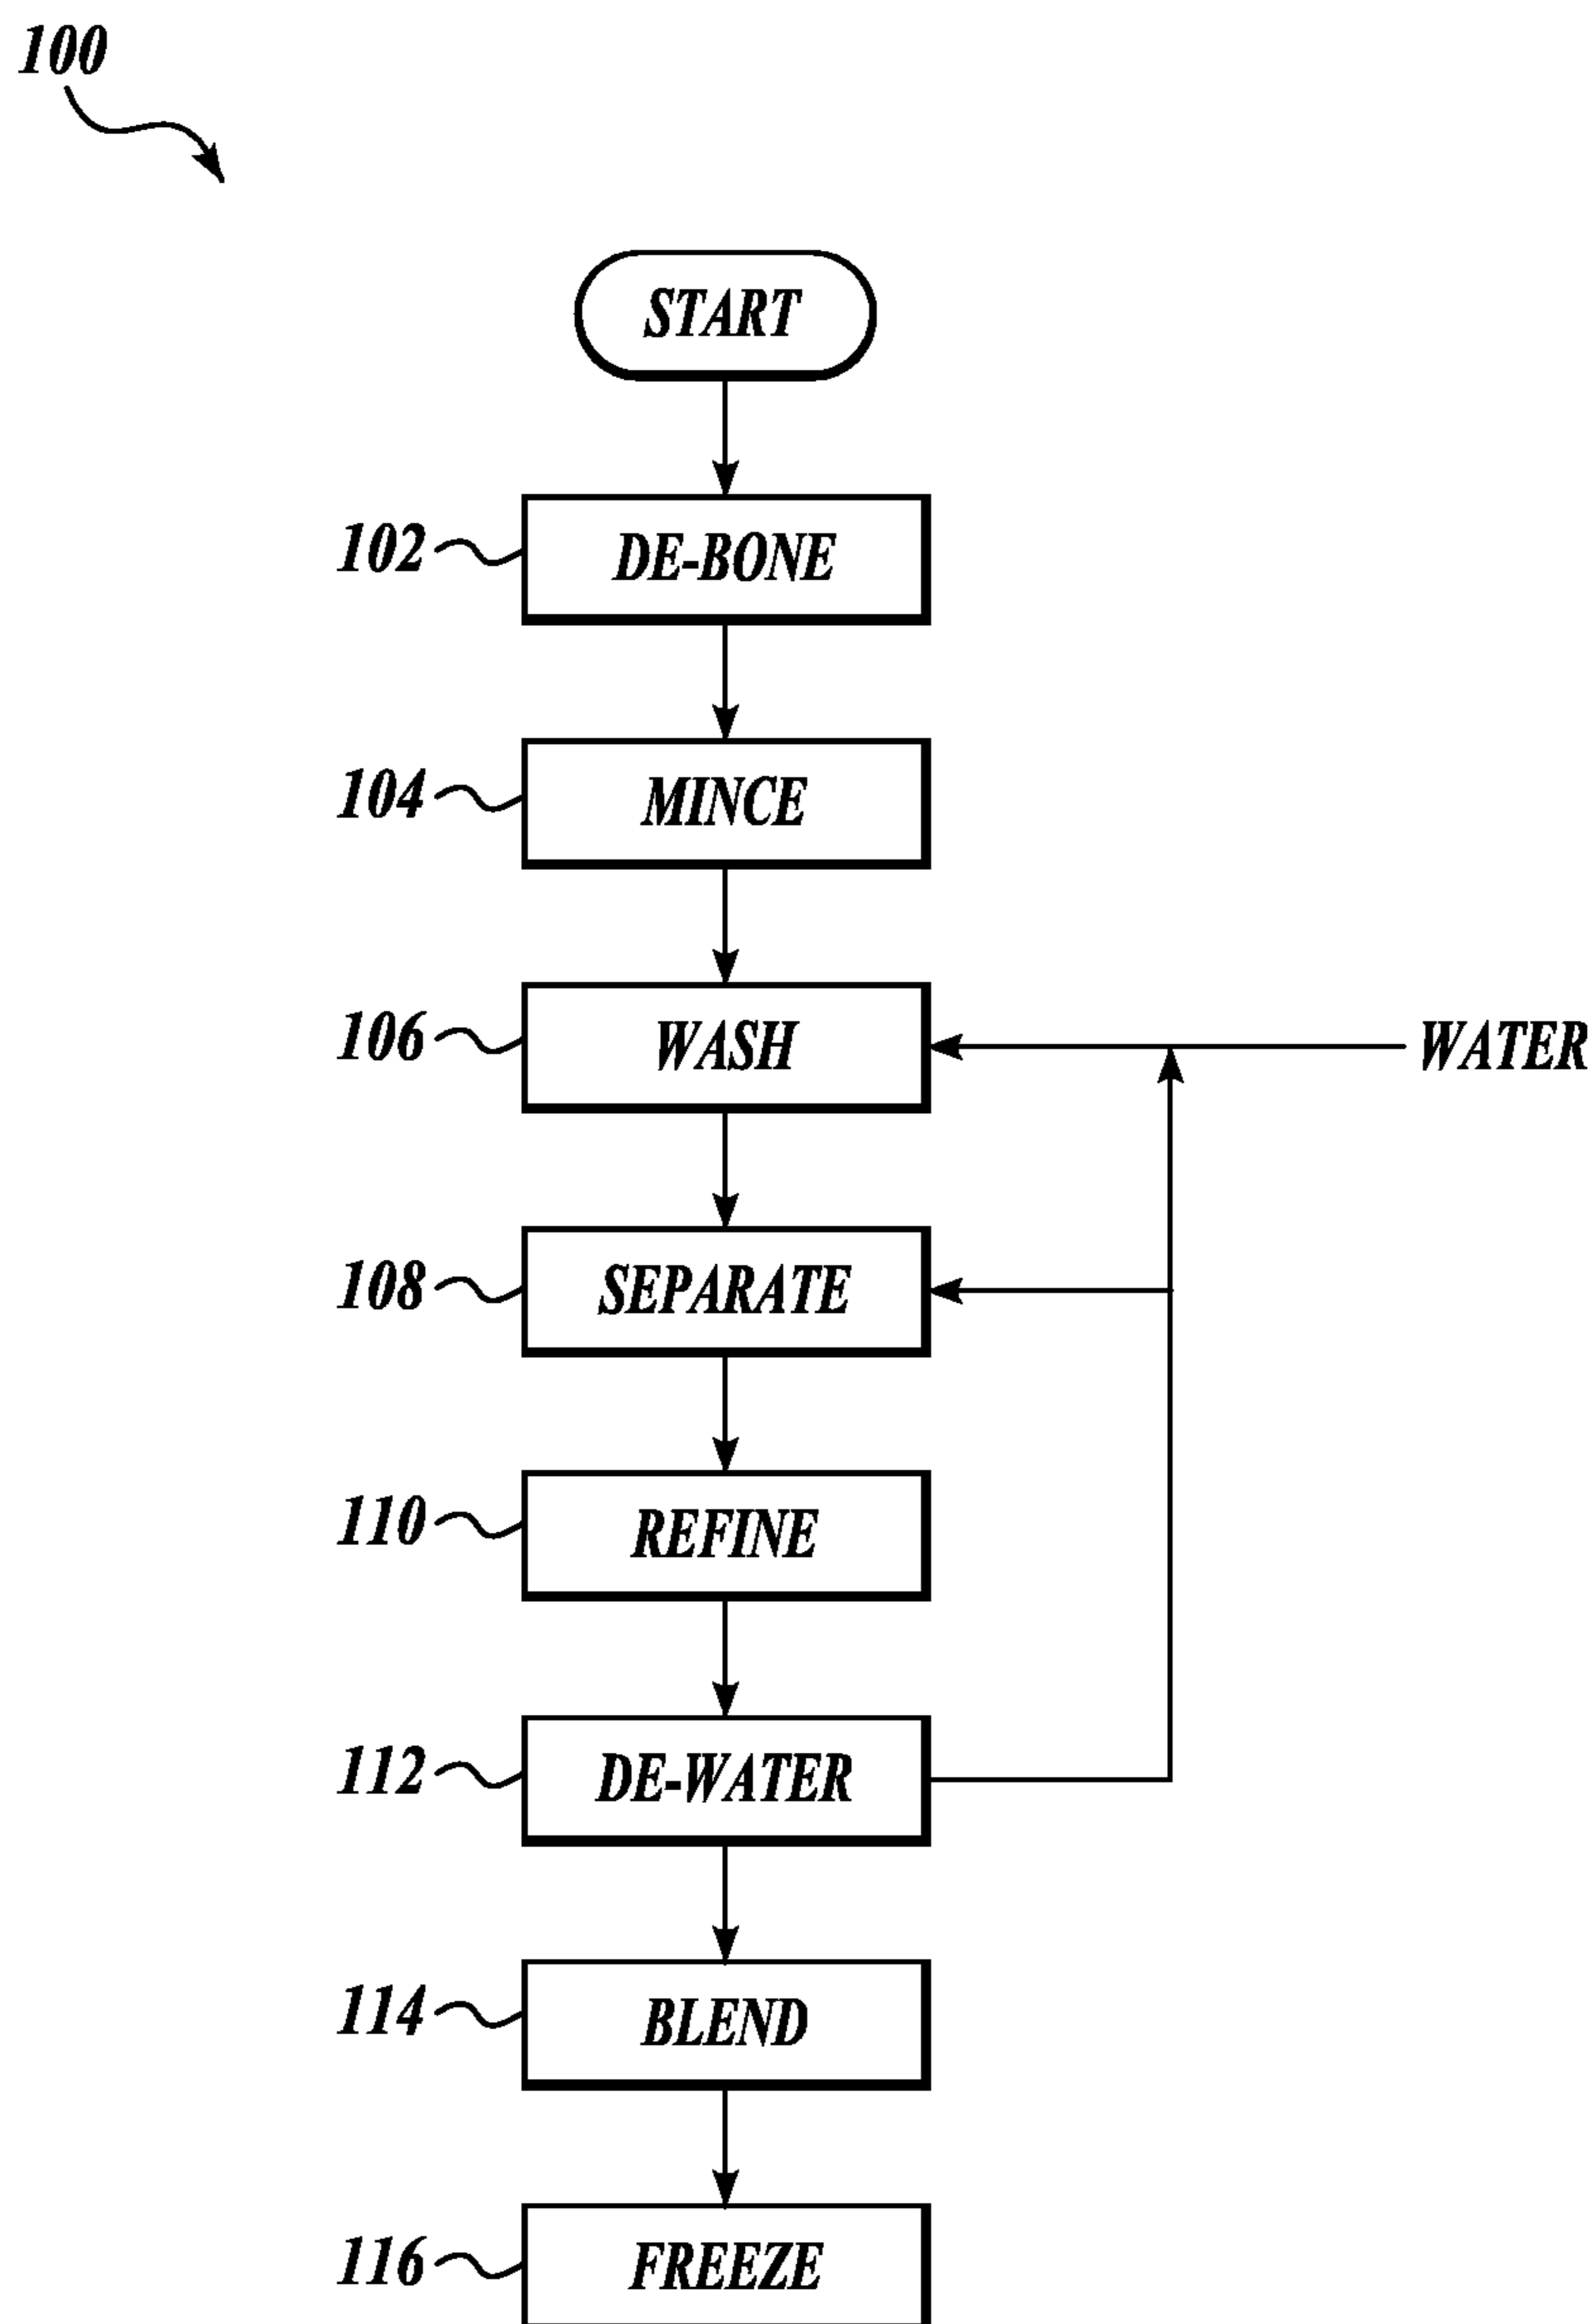 100
START
102 DE-BONE
104 MINCE
106 WASH WATER
108 SEPARATE
110 REFINE
112 DE-WATER
114 BLEND
116 FREEZE